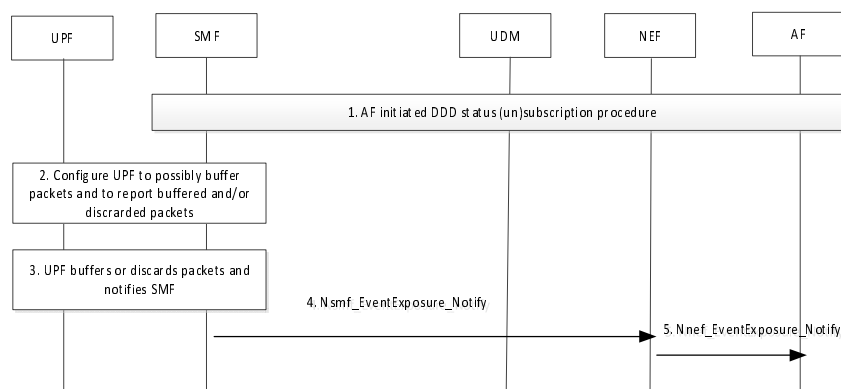 UPF
SMF
UDM
NEF
AF
1. AF initiated DDD status (un)subscription procedure
2. Configure UPF to possibly buffer
packets and to report buffered and/or
discrarded packets
3. UPF buffers or discards packets and
notifies SMF
4. Nsmf_EventExposure_Notify
5. Nnef_EventExposure_Notify